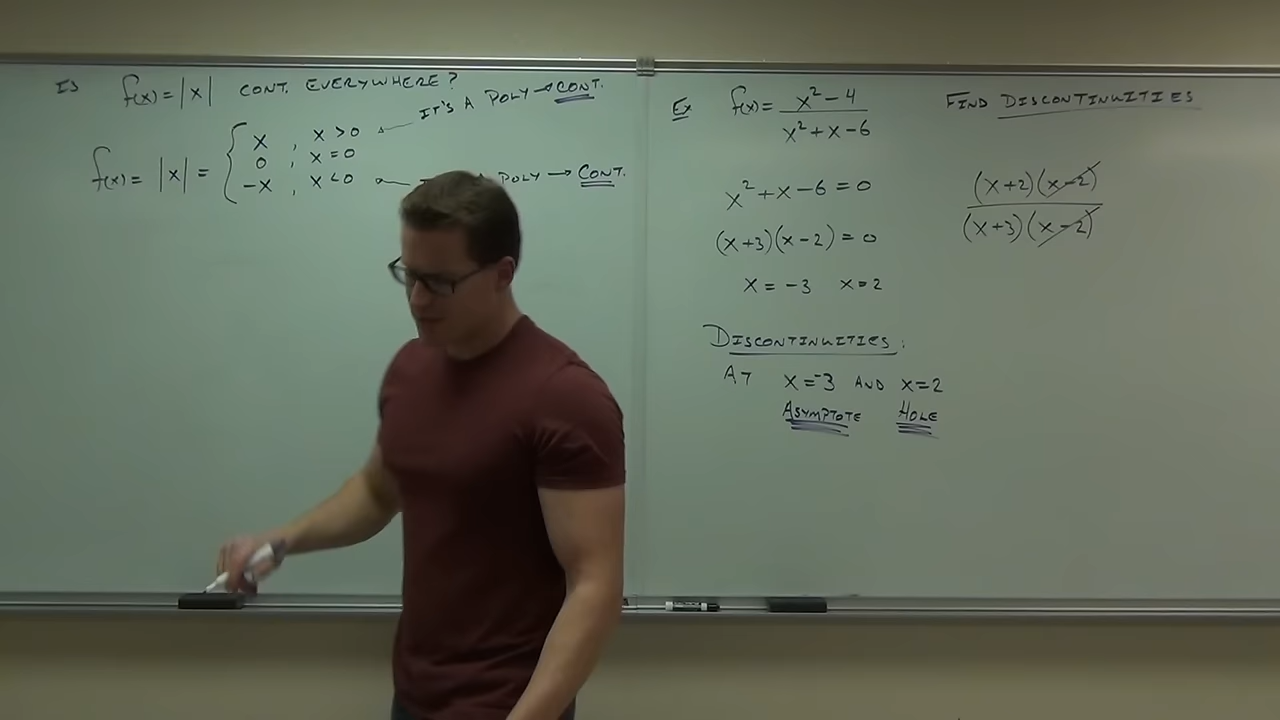 Is f(x) = |x| CONT. EVERYWHERE?
IT'S A POLY → CONT.
f(x) = |x| = { x , x > 0
0 , x = 0
-x , x < 0
POLY → CONT.
Ex f(x) = x² - 4
x² + x - 6
FIND DISCONTINUITIES
x² + x - 6 = 0
(x+3)(x-2) = 0
x = -3 x = 2
(x+2)(x-2)
(x+3)(x-2)
DISCONTINUITIES:
AT x = -3 AND x = 2
ASYMPTOTE HOLE